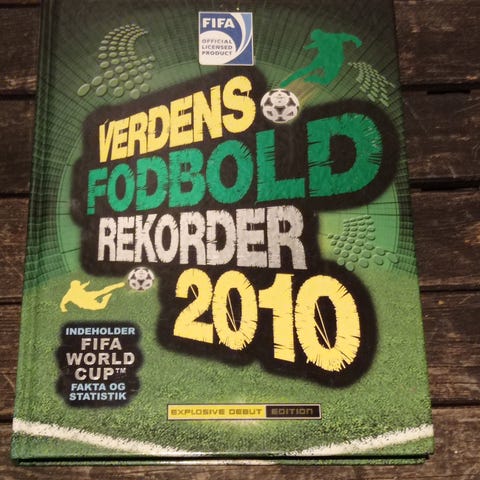 FIFA
OFFICIAL
LICENSED
PRODUCT
VERDENS
FODBOLD
REKORDER
2010
INDEHOLDER
FIFA
WORLD
CUP™
FAKTA OG
STATISTIK
EXPLOSIVE DEBUT EDITION